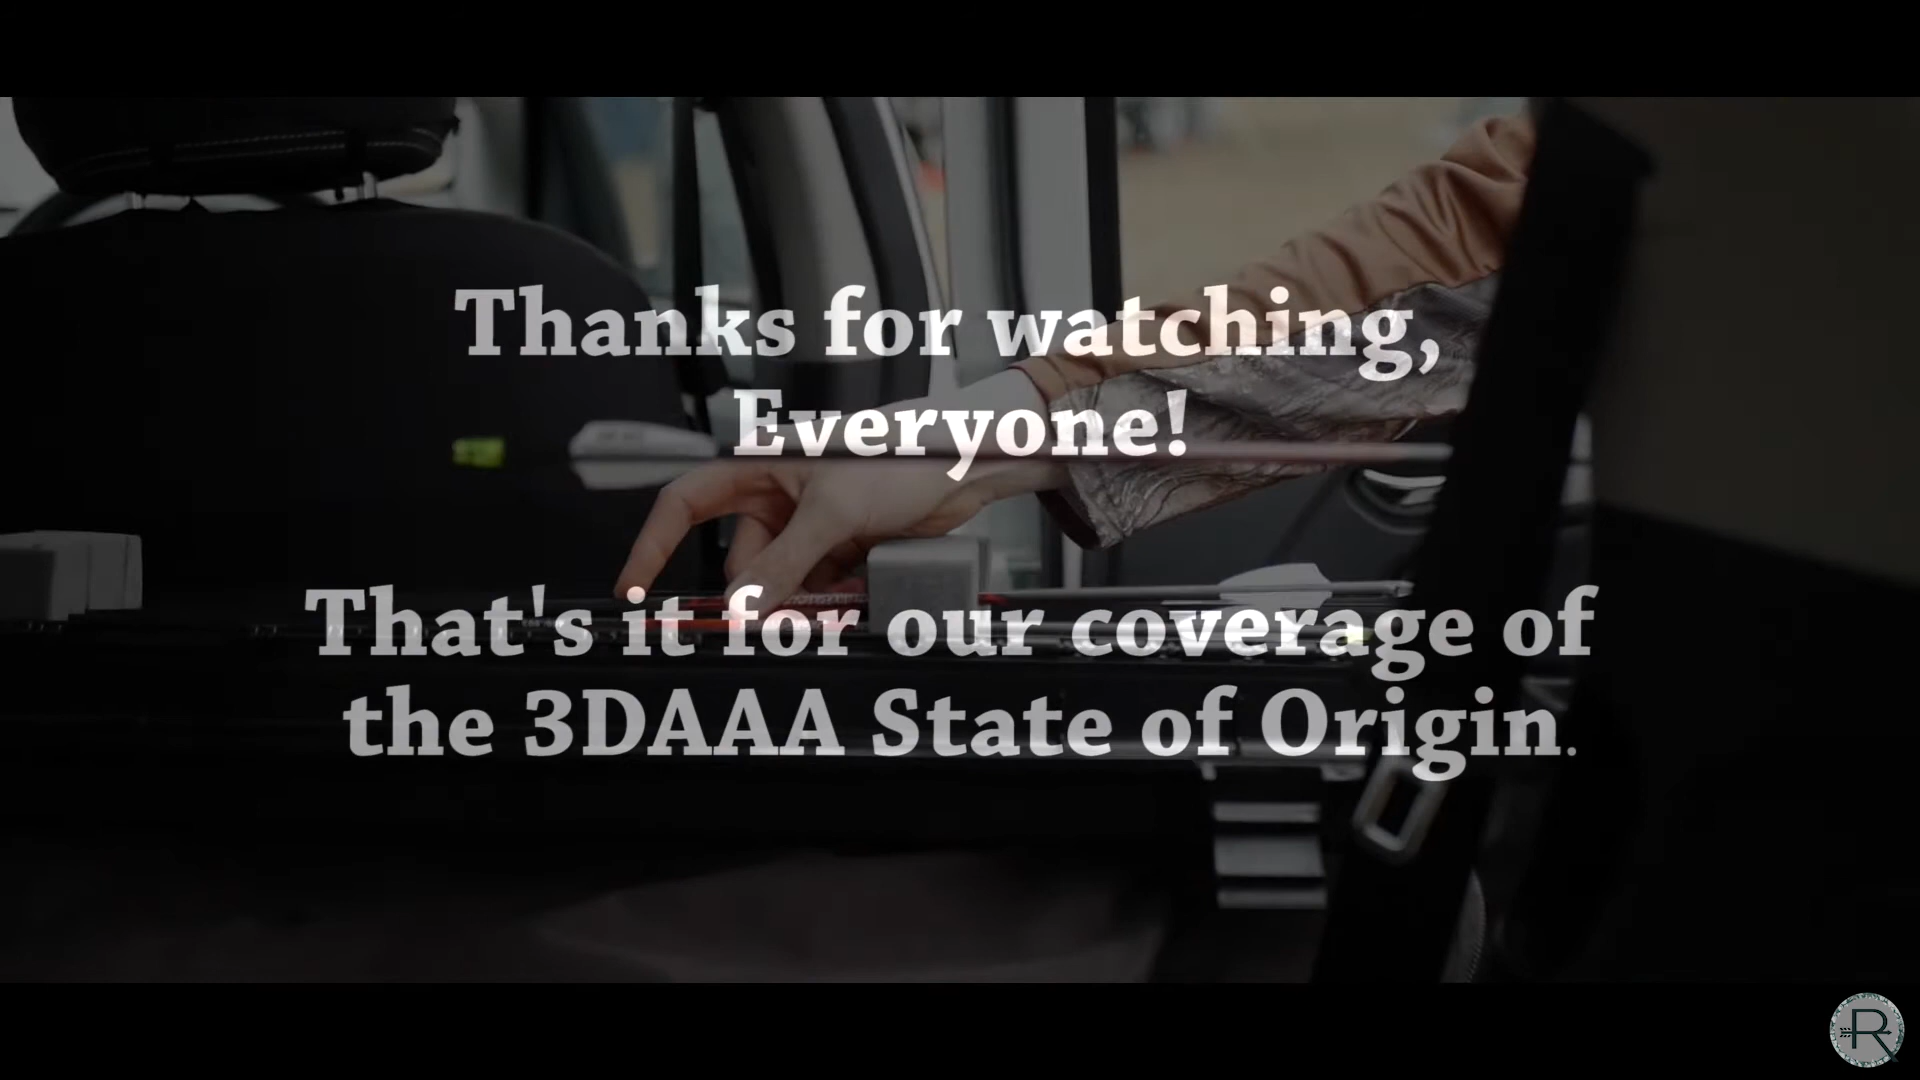 Thanks for watching,
Everyone!
That's it for our coverage of
the 3DAAA State of Origin.
R